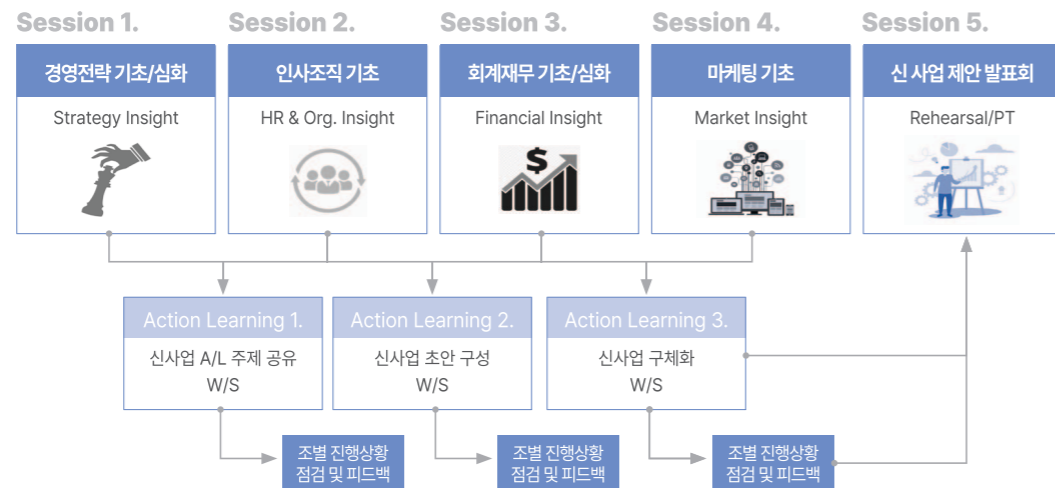 Session 1.
Session 2.
Session 3.
Session 4.
Session 5.
경영전략 기초/심화
인사조직 기초
회계재무 기초/심화
마케팅 기초
신 사업 제안 발표회
Strategy Insight
HR & Org. Insight
Financial Insight
Market Insight
Rehearsal/PT
$
Action Learning 1.
Action Learning 2.
Action Learning 3.
신사업 A/L 주제 공유
W/S
신사업 초안 구성
W/S
신사업 구체화
W/S
조별 진행상황
점검 및 피드백
조별 진행상황
점검 및 피드백
조별 진행상황
점검 및 피드백